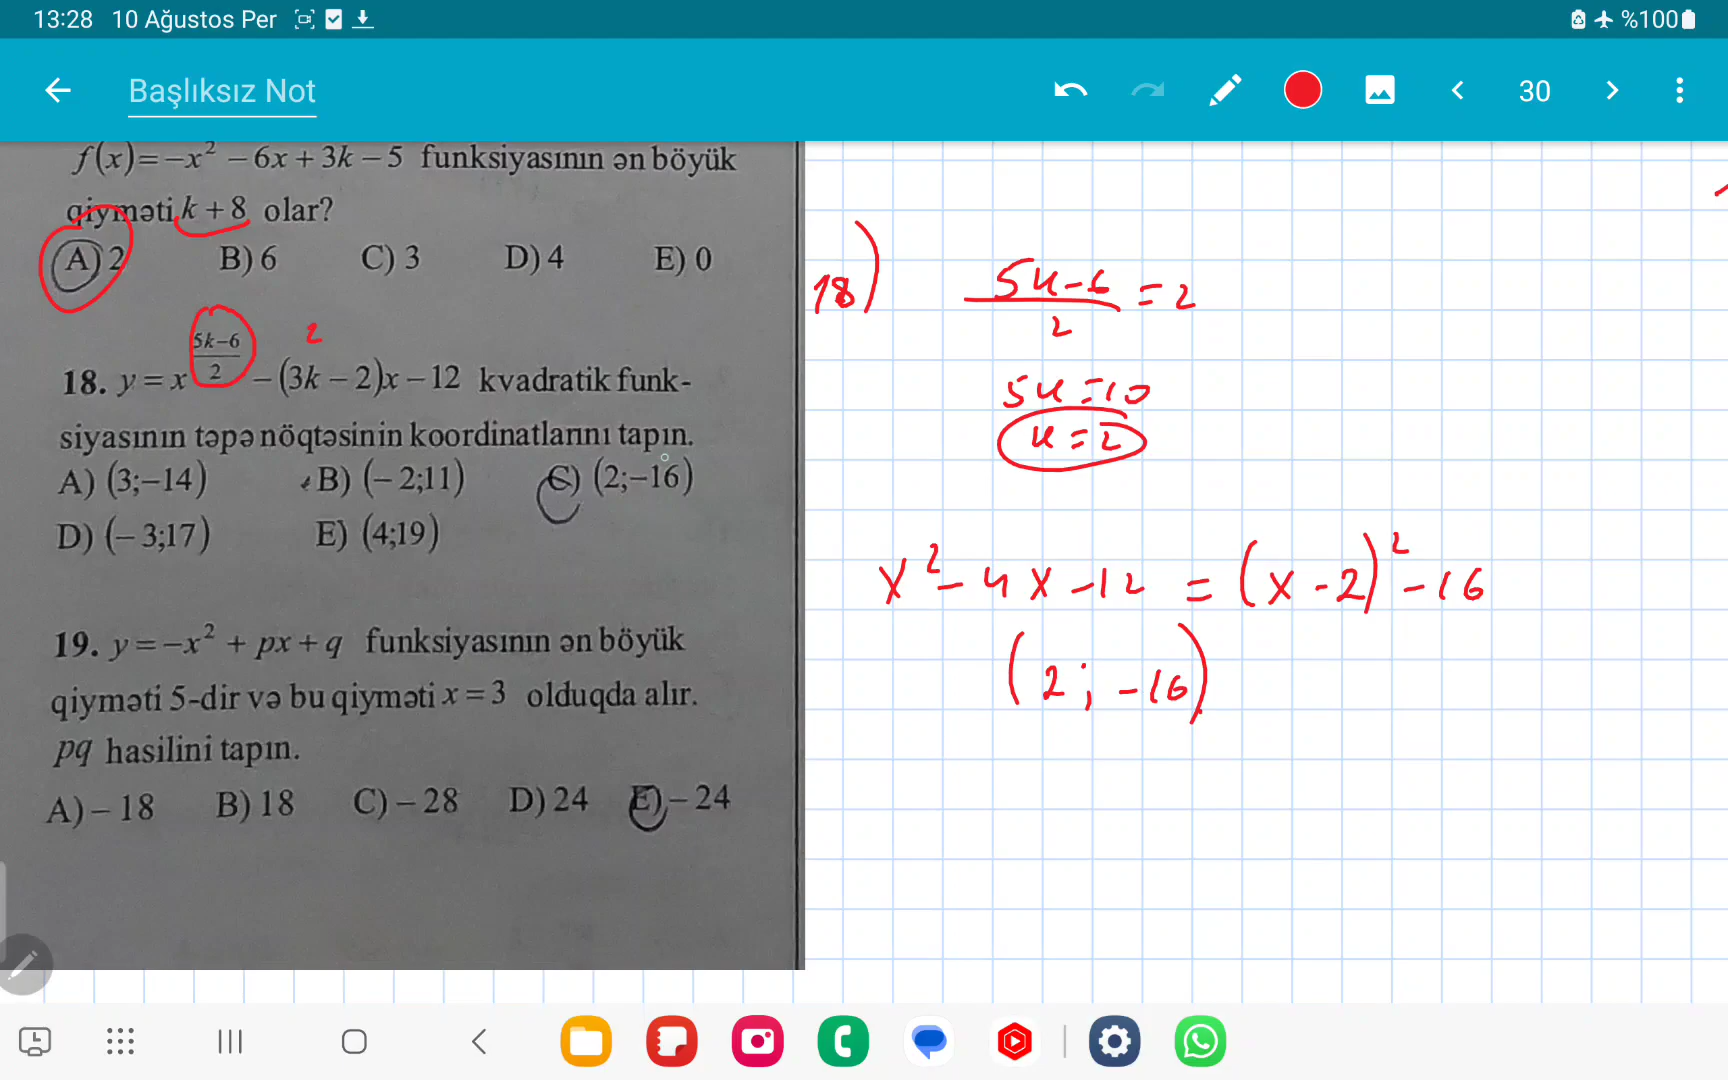 13:28 10 Ağustos Per %100
Başlıksız Not 30
f(x)=−x² − 6x + 3k − 5 funksiyasının ən böyük
qiyməti k + 8 olar?
A) 2 B) 6 C) 3 D) 4 E) 0
2
18. y = x^((5k−6)/2) − (3k − 2)x − 12 kvadratik funk-
siyasının təpə nöqtəsinin koordinatlarını tapın.
A) (3;−14) B) (− 2;11) C) (2;−16)
D) (− 3;17) E) (4;19)
19. y = −x² + px + q funksiyasının ən böyük
qiyməti 5-dir və bu qiyməti x = 3 olduqda alır.
pq hasilini tapın.
A) − 18 B) 18 C) − 28 D) 24 E) − 24
18) (5k-6)/2 = 2
5k = 10
k = 2
x² - 4x - 12 = (x - 2)² - 16
(2; -16)